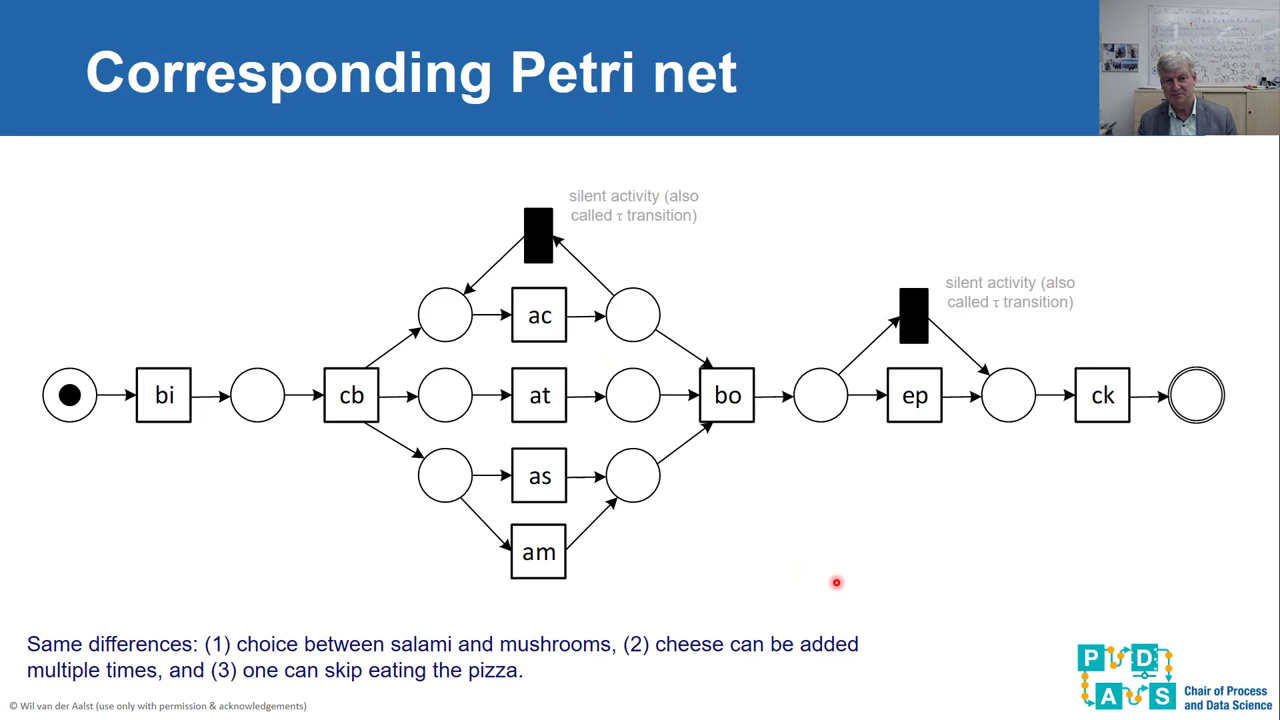 Corresponding Petri net
silent activity (also
called τ transition)
silent activity (also
called τ transition)
ac
bi
cb
at
bo
ep
ck
as
am
Same differences: (1) choice between salami and mushrooms, (2) cheese can be added
multiple times, and (3) one can skip eating the pizza.
P D
A S
Chair of Process
and Data Science
© Wil van der Aalst (use only with permission & acknowledgements)